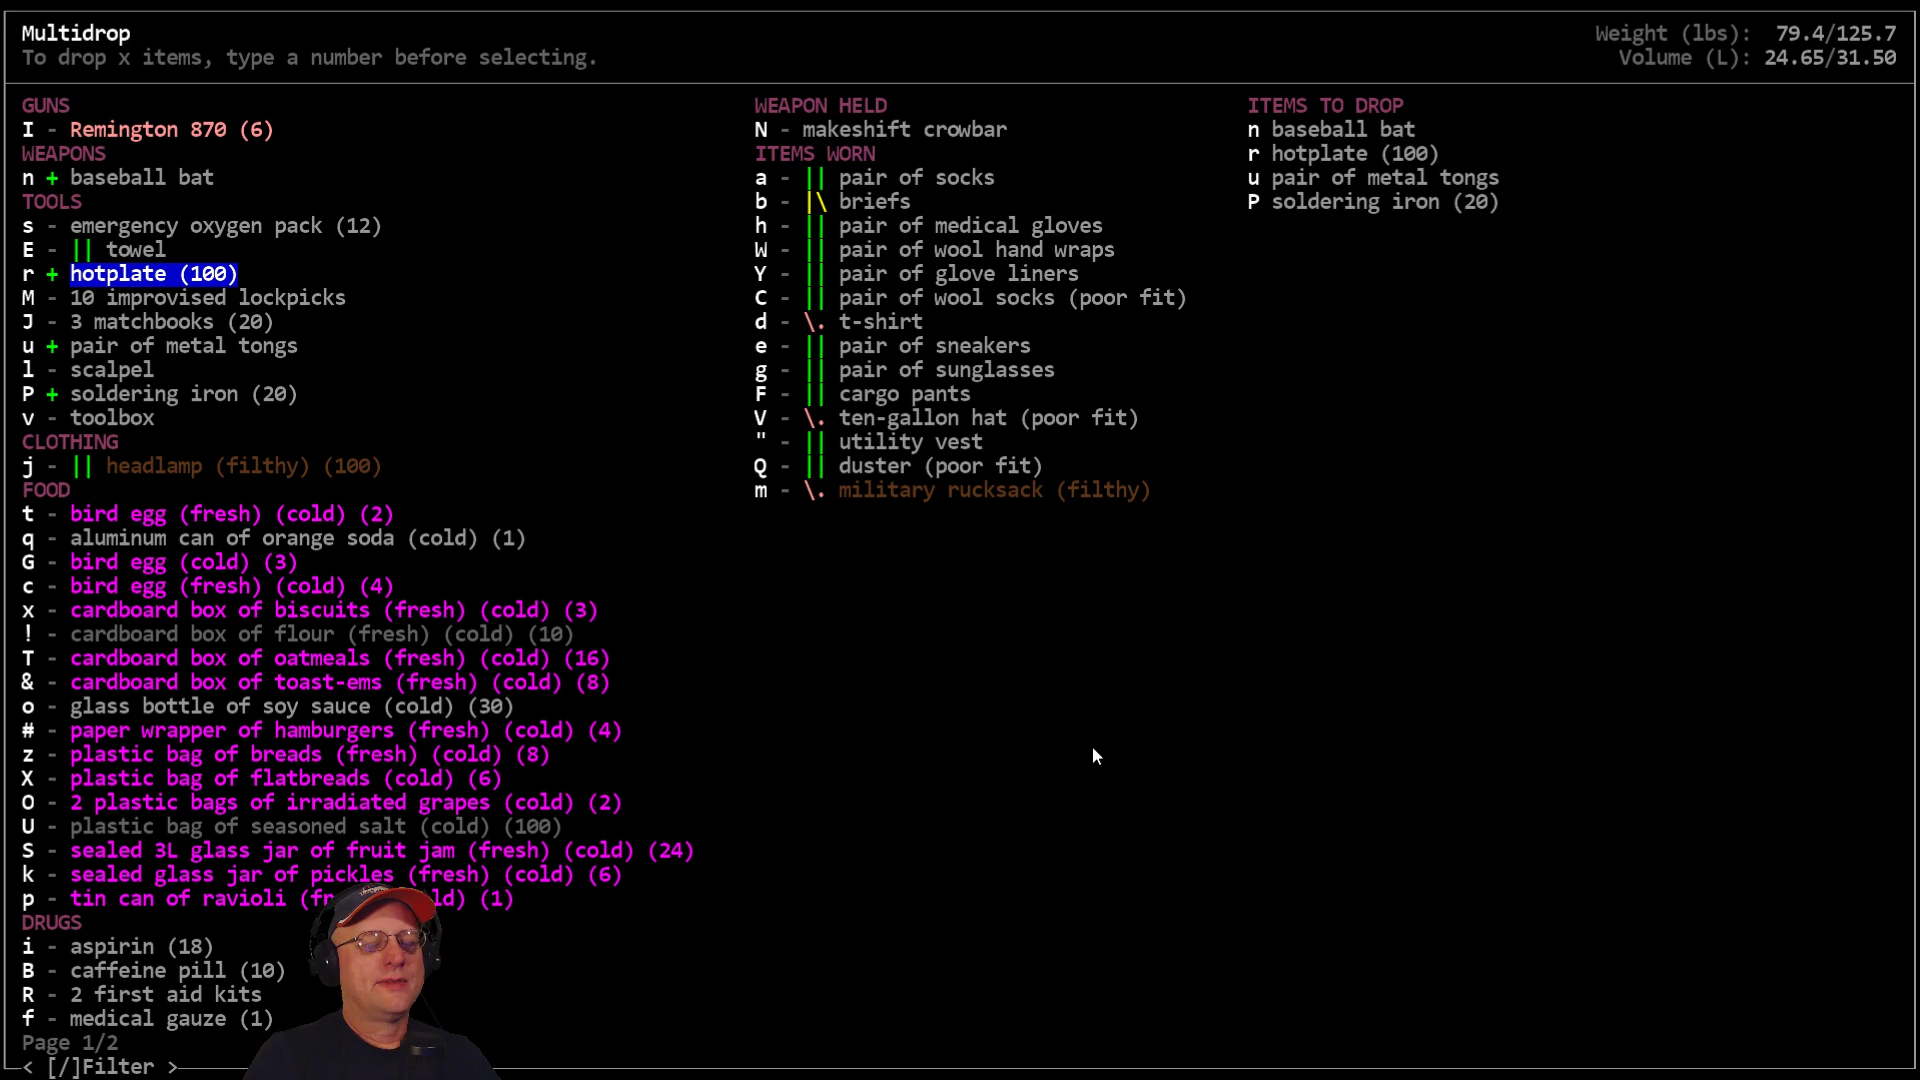 Multidrop
To drop x items, type a number before selecting.
Weight (lbs): 79.4/125.7
Volume (L): 24.65/31.50
GUNS
I - Remington 870 (6)
WEAPONS
n + baseball bat
TOOLS
s - emergency oxygen pack (12)
E - || towel
r + hotplate (100)
M - 10 improvised lockpicks
J - 3 matchbooks (20)
u + pair of metal tongs
l - scalpel
P + soldering iron (20)
v - toolbox
CLOTHING
j - || headlamp (filthy) (100)
FOOD
t - bird egg (fresh) (cold) (2)
q - aluminum can of orange soda (cold) (1)
G - bird egg (cold) (3)
c - bird egg (fresh) (cold) (4)
x - cardboard box of biscuits (fresh) (cold) (3)
! - cardboard box of flour (fresh) (cold) (10)
T - cardboard box of oatmeals (fresh) (cold) (16)
& - cardboard box of toast-ems (fresh) (cold) (8)
o - glass bottle of soy sauce (cold) (30)
# - paper wrapper of hamburgers (fresh) (cold) (4)
z - plastic bag of breads (fresh) (cold) (8)
X - plastic bag of flatbreads (cold) (6)
O - 2 plastic bags of irradiated grapes (cold) (2)
U - plastic bag of seasoned salt (cold) (100)
S - sealed 3L glass jar of fruit jam (fresh) (cold) (24)
k - sealed glass jar of pickles (fresh) (cold) (6)
p - tin can of ravioli (1)
DRUGS
i - aspirin (18)
B - caffeine pill (10)
R - 2 first aid kits
f - medical gauze (1)
Page 1/2
< [/]Filter >
WEAPON HELD
N - makeshift crowbar
ITEMS WORN
a - || pair of socks
b - |\ briefs
h - || pair of medical gloves
W - || pair of wool hand wraps
Y - || pair of glove liners
C - || pair of wool socks (poor fit)
d - \. t-shirt
e - || pair of sneakers
g - || pair of sunglasses
F - || cargo pants
V - \. ten-gallon hat (poor fit)
" - || utility vest
Q - || duster (poor fit)
m - \. military rucksack (filthy)
ITEMS TO DROP
n baseball bat
r hotplate (100)
u pair of metal tongs
P soldering iron (20)